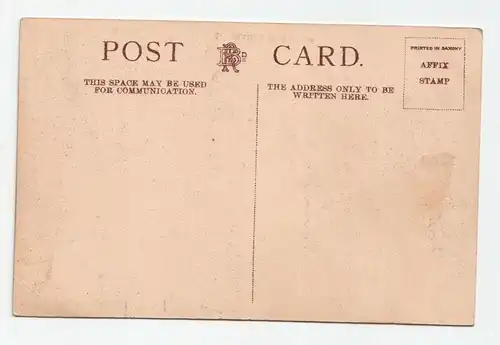 POST CARD.
THIS SPACE MAY BE USED
FOR COMMUNICATION.
THE ADDRESS ONLY TO BE
WRITTEN HERE.
PRINTED IN SAXONY
AFFIX
STAMP